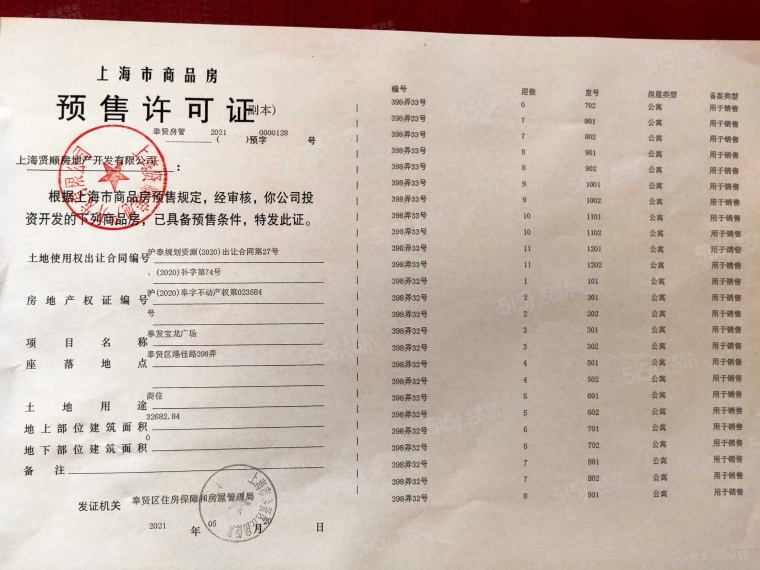 上海市商品房
预售许可证(副本)
奉贤房管 2021 0000128
( )预字 号
上海贤顺房地产开发有限公司 :
根据上海市商品房预售规定，经审核，你公司投
资开发的下列商品房，已具备预售条件，特发此证。
土地使用权出让合同编号 沪奉规划资源(2020)出让合同第27号
、(2020)补字第74号
房地产权证编号 沪(2020)奉字不动产权第023584
号
项目名称 奉发宝龙广场
座落地点 奉贤区港佳路398弄
土地用途 商住
地上部位建筑面积 32682.84
地下部位建筑面积 0
备注
发证机关 奉贤区住房保障和房屋管理局
2021 年 05 月 20 日
幢号 层数 室号 房屋类型 备案类型
398弄33号 6 702 公寓 用于销售
398弄33号 7 801 公寓 用于销售
398弄33号 7 802 公寓 用于销售
398弄33号 8 901 公寓 用于销售
398弄33号 8 902 公寓 用于销售
398弄33号 9 1001 公寓 用于销售
398弄33号 9 1002 公寓 用于销售
398弄33号 10 1101 公寓 用于销售
398弄33号 10 1102 公寓 用于销售
398弄33号 11 1201 公寓 用于销售
398弄33号 11 1202 公寓 用于销售
398弄32号 1 101 公寓 用于销售
398弄32号 2 201 公寓 用于销售
398弄32号 2 202 公寓 用于销售
398弄32号 3 301 公寓 用于销售
398弄32号 3 302 公寓 用于销售
398弄32号 4 501 公寓 用于销售
398弄32号 4 502 公寓 用于销售
398弄32号 5 601 公寓 用于销售
398弄32号 5 602 公寓 用于销售
398弄32号 6 701 公寓 用于销售
398弄32号 6 702 公寓 用于销售
398弄32号 7 801 公寓 用于销售
398弄32号 7 802 公寓 用于销售
398弄32号 8 901 公寓 用于销售